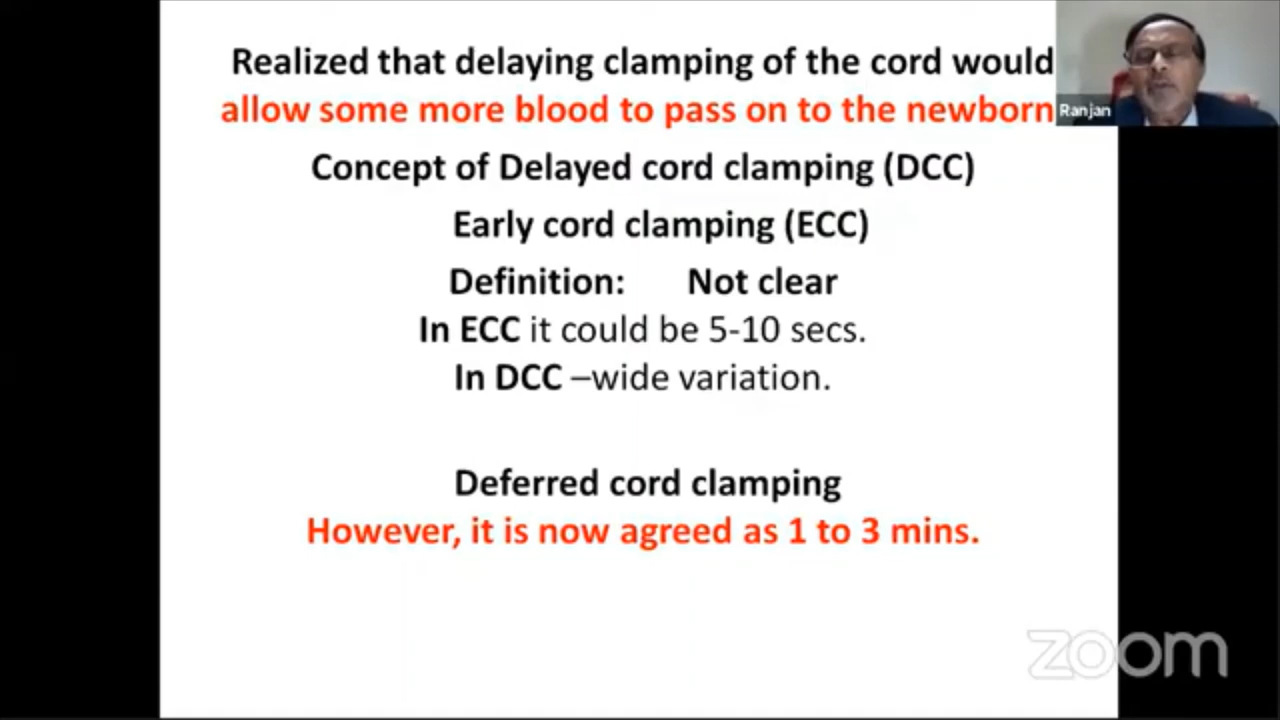 Realized that delaying clamping of the cord would
allow some more blood to pass on to the newborn
Ranjan
Concept of Delayed cord clamping (DCC)
Early cord clamping (ECC)
Definition: Not clear
In ECC it could be 5-10 secs.
In DCC –wide variation.
Deferred cord clamping
However, it is now agreed as 1 to 3 mins.
zoom